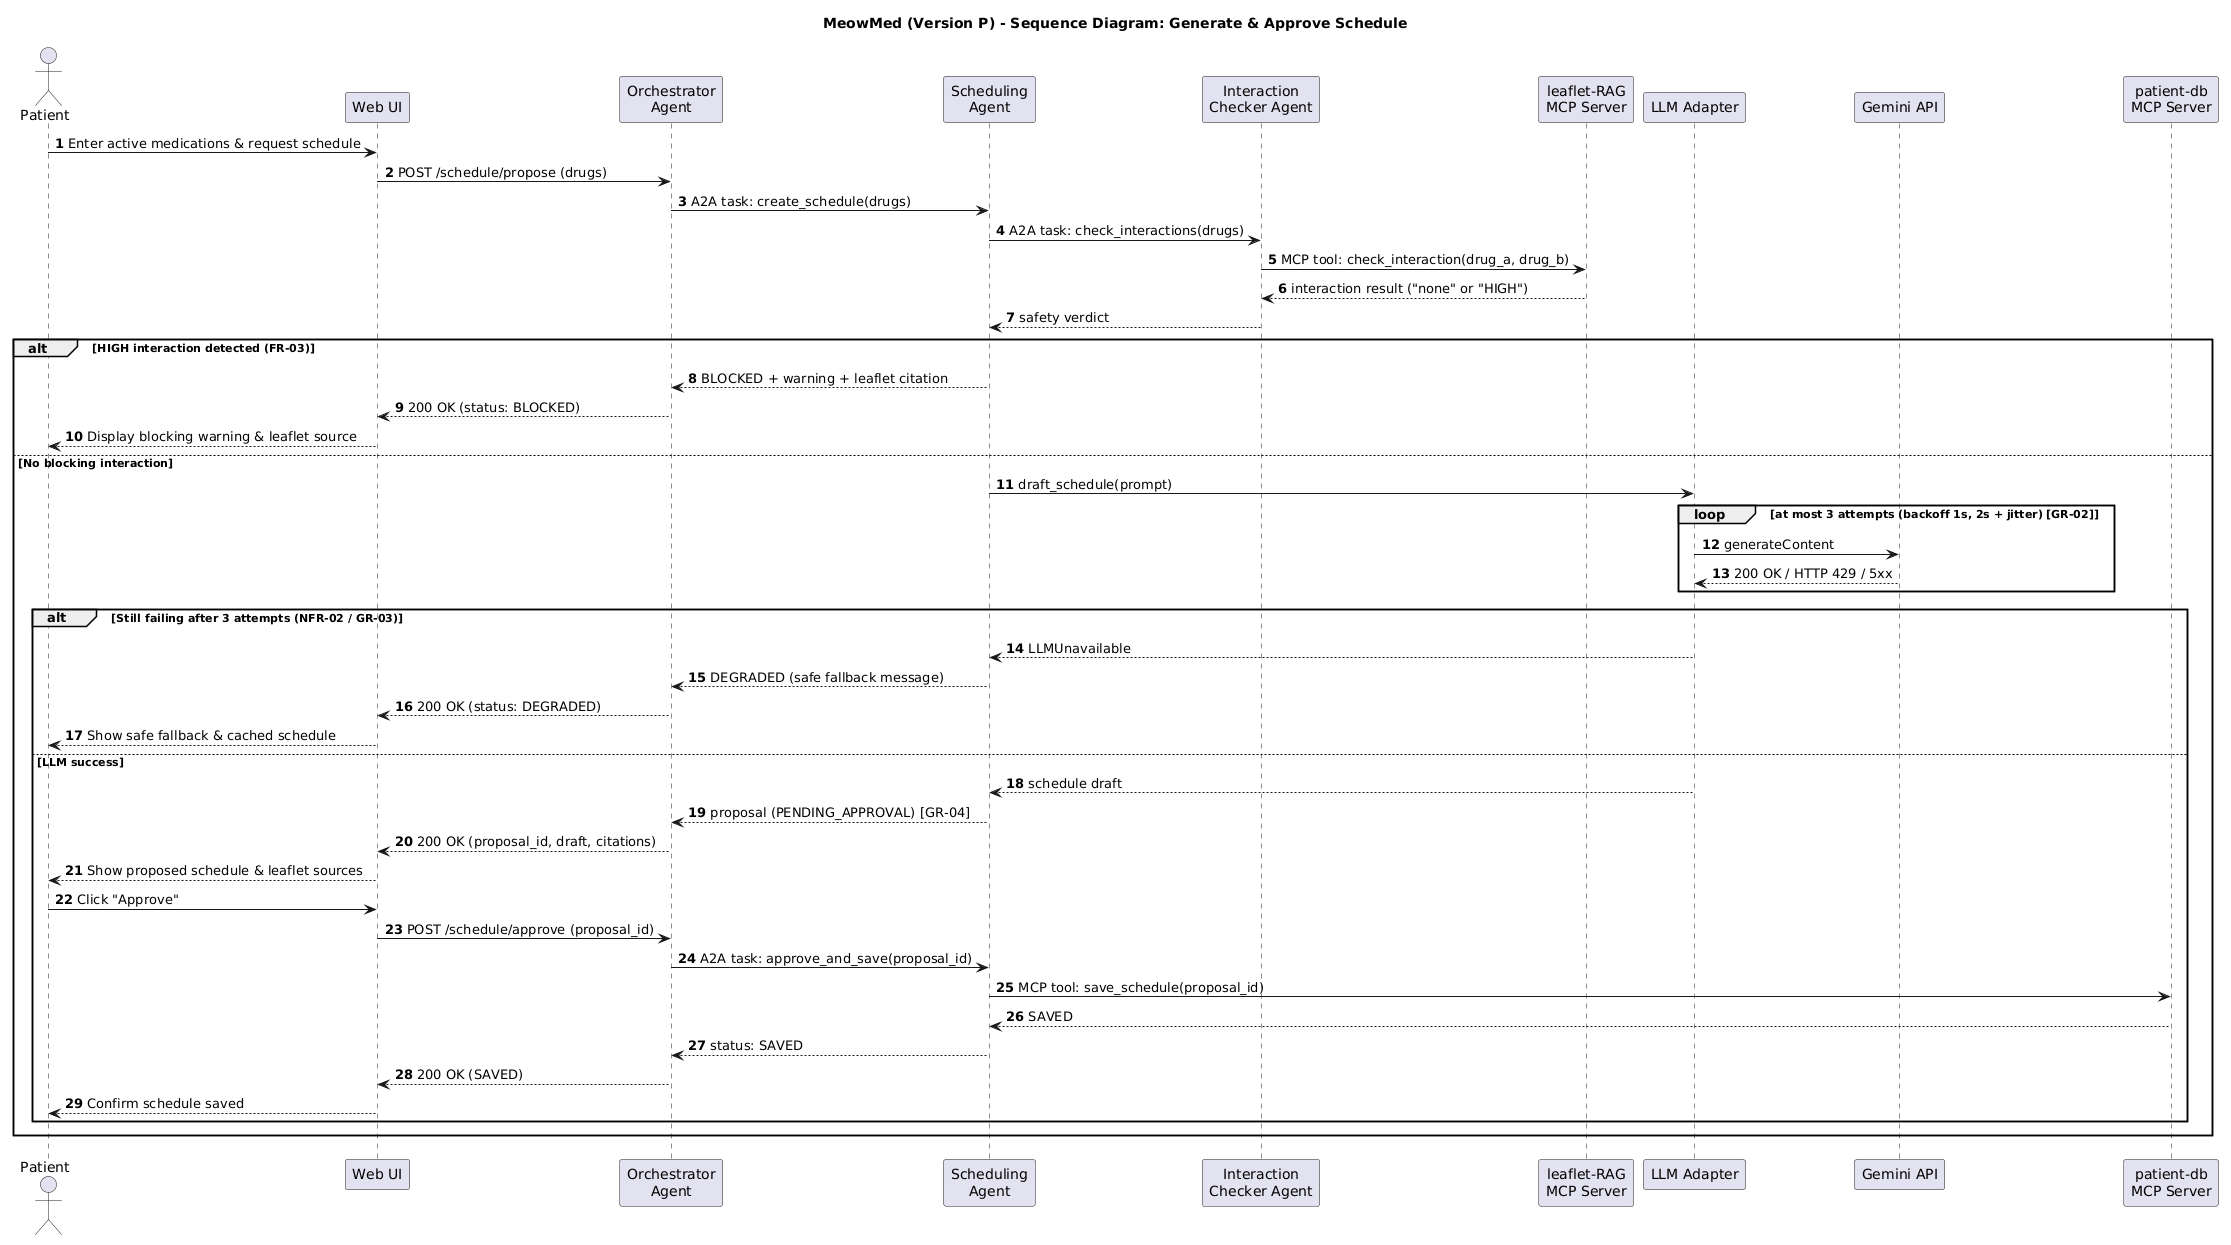 MeowMed (Version P) - Sequence Diagram: Generate & Approve Schedule
Patient
Web UI
Orchestrator
Agent
Scheduling
Agent
Interaction
Checker Agent
leaflet-RAG
MCP Server
LLM Adapter
Gemini API
patient-db
MCP Server
1 Enter active medications & request schedule
2 POST /schedule/propose (drugs)
3 A2A task: create_schedule(drugs)
4 A2A task: check_interactions(drugs)
5 MCP tool: check_interaction(drug_a, drug_b)
6 interaction result ("none" or "HIGH")
7 safety verdict
alt [HIGH interaction detected (FR-03)]
8 BLOCKED + warning + leaflet citation
9 200 OK (status: BLOCKED)
10 Display blocking warning & leaflet source
[No blocking interaction]
11 draft_schedule(prompt)
loop [at most 3 attempts (backoff 1s, 2s + jitter) [GR-02]]
12 generateContent
13 200 OK / HTTP 429 / 5xx
alt [Still failing after 3 attempts (NFR-02 / GR-03)]
14 LLMUnavailable
15 DEGRADED (safe fallback message)
16 200 OK (status: DEGRADED)
17 Show safe fallback & cached schedule
[LLM success]
18 schedule draft
19 proposal (PENDING_APPROVAL) [GR-04]
20 200 OK (proposal_id, draft, citations)
21 Show proposed schedule & leaflet sources
22 Click "Approve"
23 POST /schedule/approve (proposal_id)
24 A2A task: approve_and_save(proposal_id)
25 MCP tool: save_schedule(proposal_id)
26 SAVED
27 status: SAVED
28 200 OK (SAVED)
29 Confirm schedule saved
Patient
Web UI
Orchestrator
Agent
Scheduling
Agent
Interaction
Checker Agent
leaflet-RAG
MCP Server
LLM Adapter
Gemini API
patient-db
MCP Server